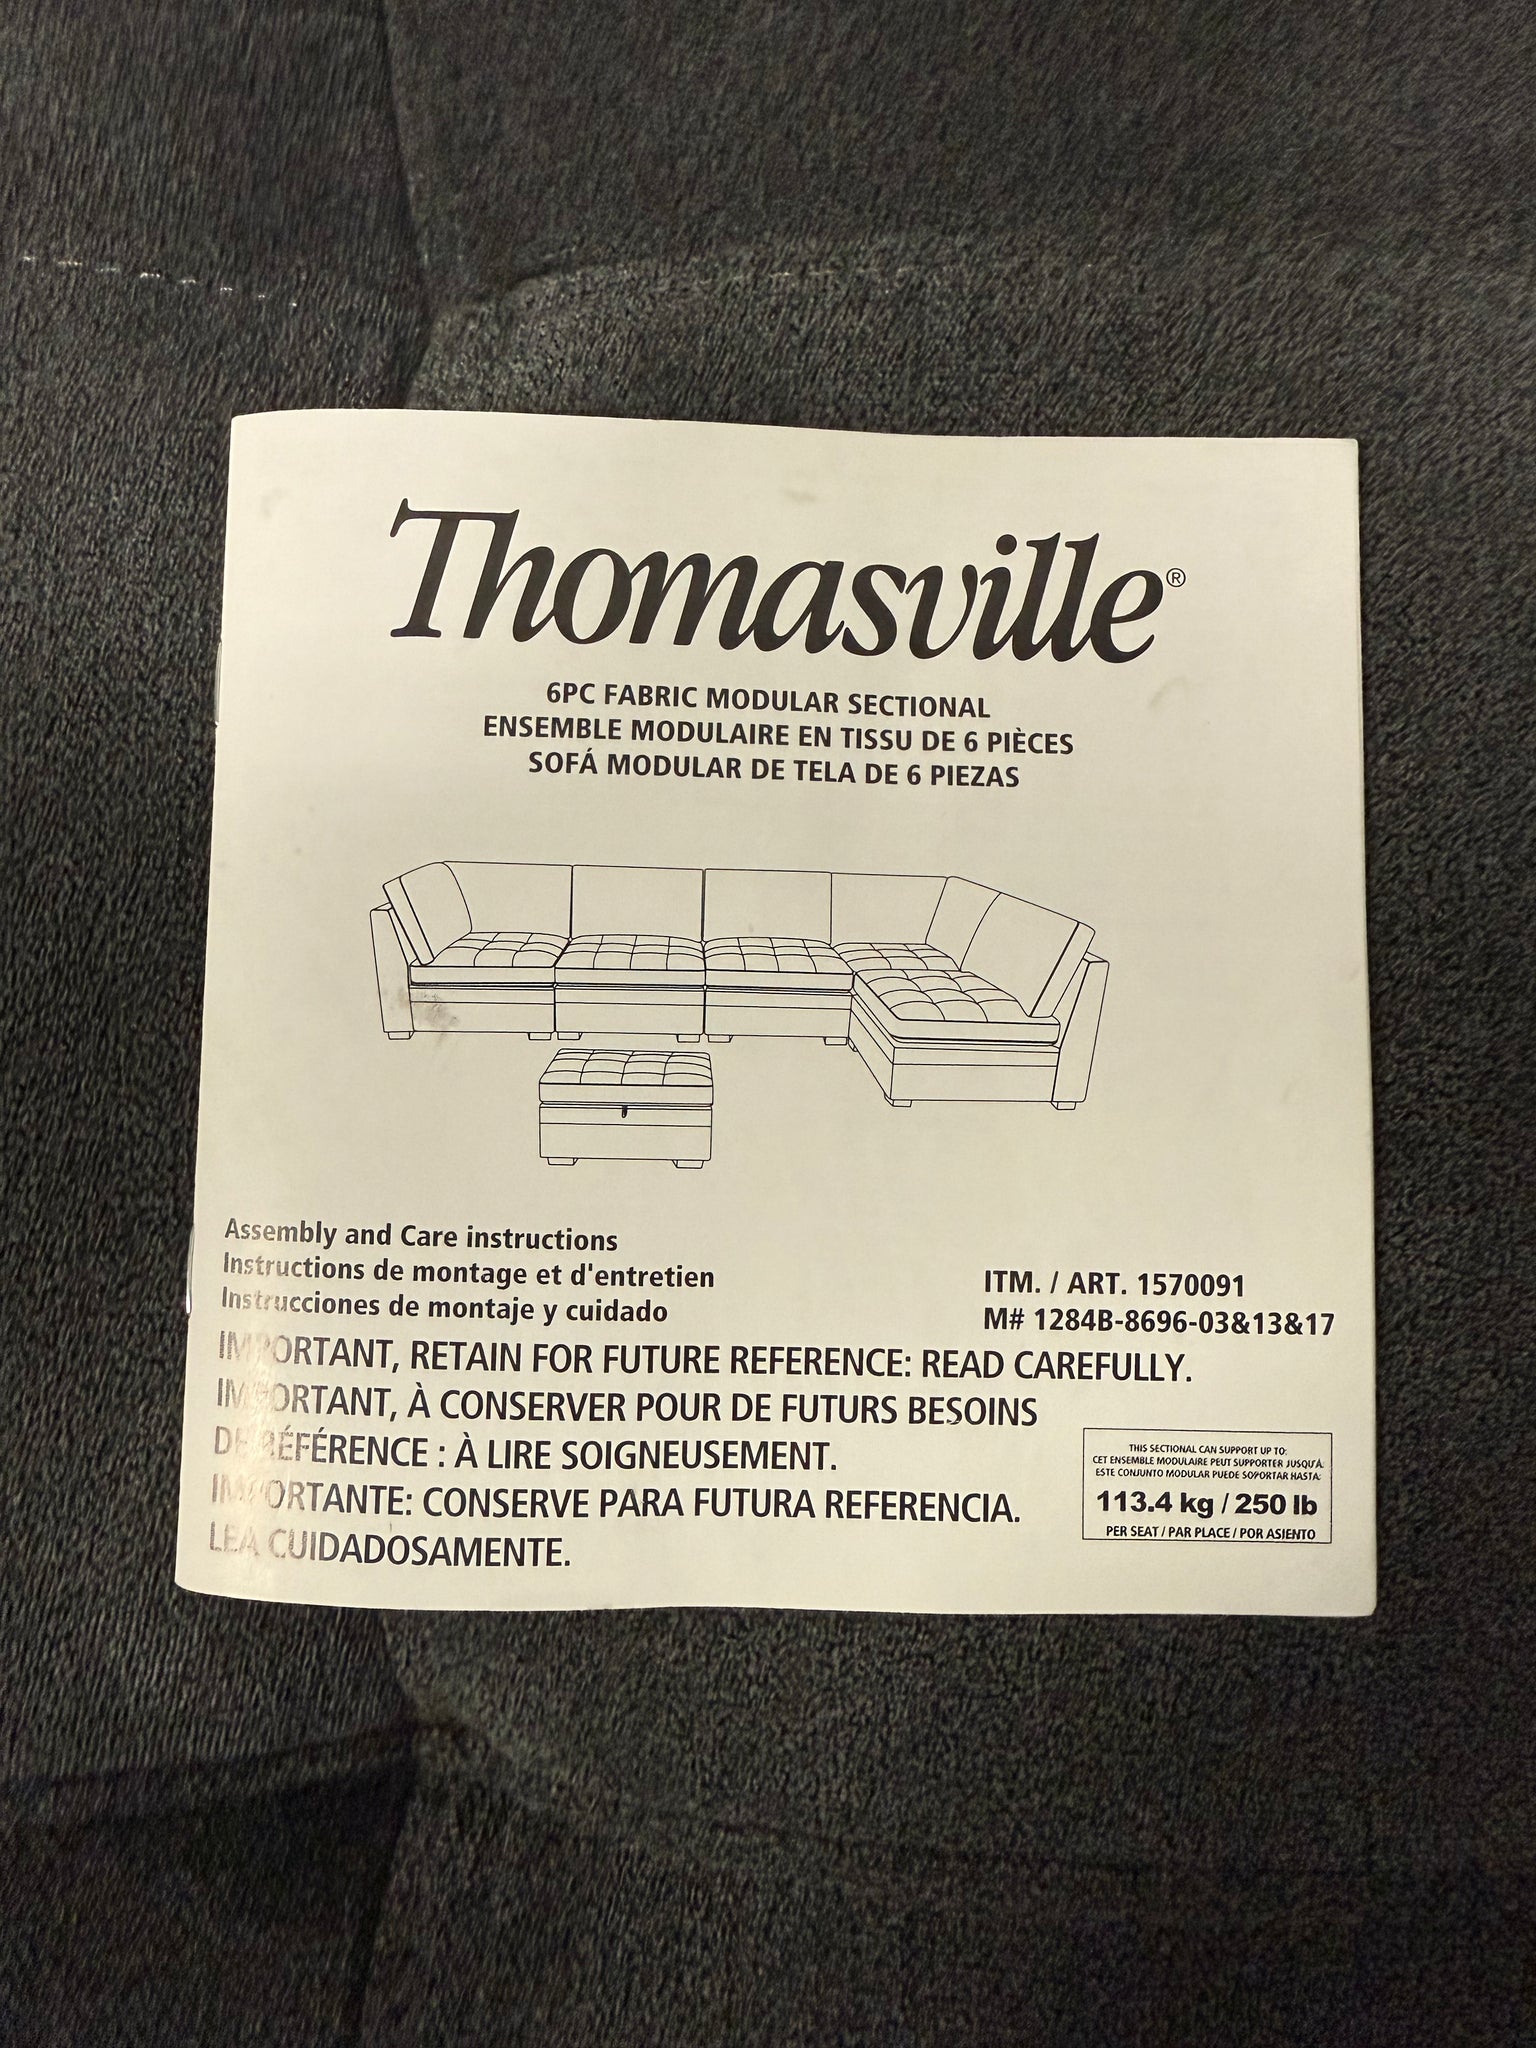 Thomasville®
6PC FABRIC MODULAR SECTIONAL
ENSEMBLE MODULAIRE EN TISSU DE 6 PIÈCES
SOFÁ MODULAR DE TELA DE 6 PIEZAS
Assembly and Care instructions
Instructions de montage et d'entretien
Instrucciones de montaje y cuidado
ITM. / ART. 1570091
M# 1284B-8696-03&13&17
IMPORTANT, RETAIN FOR FUTURE REFERENCE: READ CAREFULLY.
IMPORTANT, À CONSERVER POUR DE FUTURS BESOINS
DE RÉFÉRENCE : À LIRE SOIGNEUSEMENT.
IMPORTANTE: CONSERVE PARA FUTURA REFERENCIA.
LEA CUIDADOSAMENTE.
THIS SECTIONAL CAN SUPPORT UP TO:
CET ENSEMBLE MODULAIRE PEUT SUPPORTER JUSQU'À:
ESTE CONJUNTO MODULAR PUEDE SOPORTAR HASTA:
113.4 kg / 250 lb
PER SEAT / PAR PLACE / POR ASIENTO